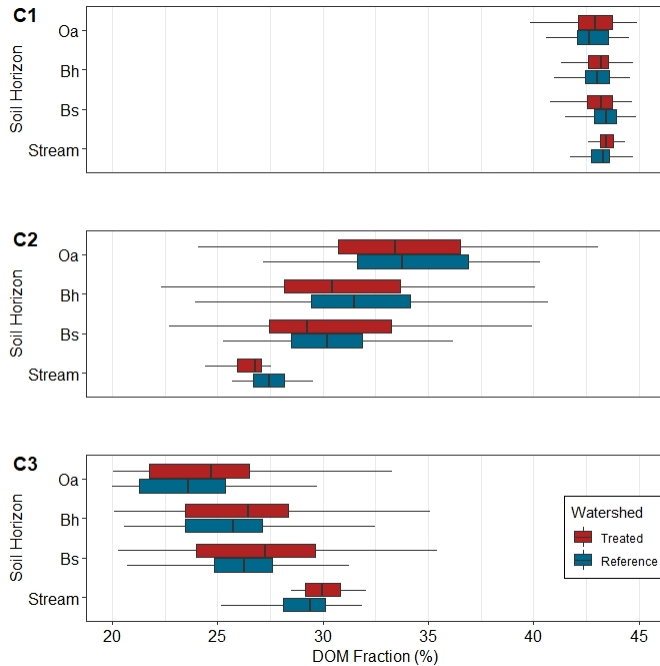 C1
Oa
Bh
Bs
Stream
Soil Horizon
C2
Oa
Bh
Bs
Stream
Soil Horizon
C3
Oa
Bh
Bs
Stream
Soil Horizon
Watershed
Treated
Reference
20 25 30 35 40 45
DOM Fraction (%)